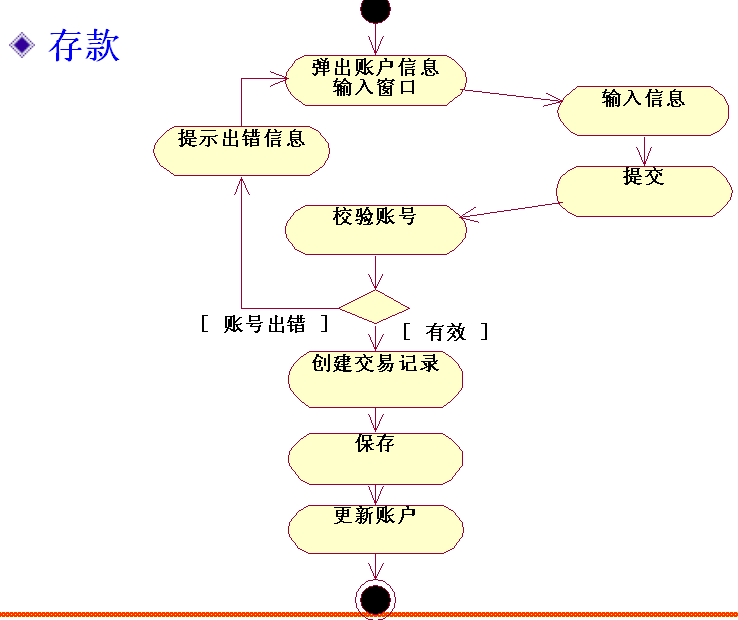 存款
弹出账户信息
输入窗口
输入信息
提示出错信息
提交
校验账号
[ 账号出错 ]
[ 有效 ]
创建交易记录
保存
更新账户